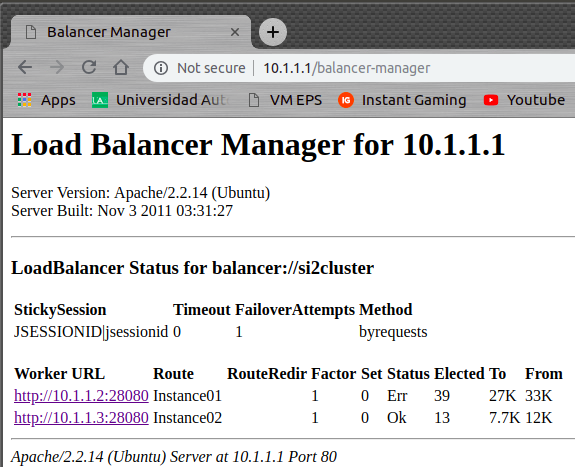 Balancer Manager
Not secure | 10.1.1.1/balancer-manager
Apps Universidad Aut VM EPS Instant Gaming Youtube
Load Balancer Manager for 10.1.1.1
Server Version: Apache/2.2.14 (Ubuntu)
Server Built: Nov 3 2011 03:31:27
LoadBalancer Status for balancer://si2cluster
StickySession Timeout FailoverAttempts Method
JSESSIONID|jsessionid 0 1 byrequests
Worker URL Route RouteRedir Factor Set Status Elected To From
http://10.1.1.2:28080 Instance01 1 0 Err 39 27K 33K
http://10.1.1.3:28080 Instance02 1 0 Ok 13 7.7K 12K
Apache/2.2.14 (Ubuntu) Server at 10.1.1.1 Port 80